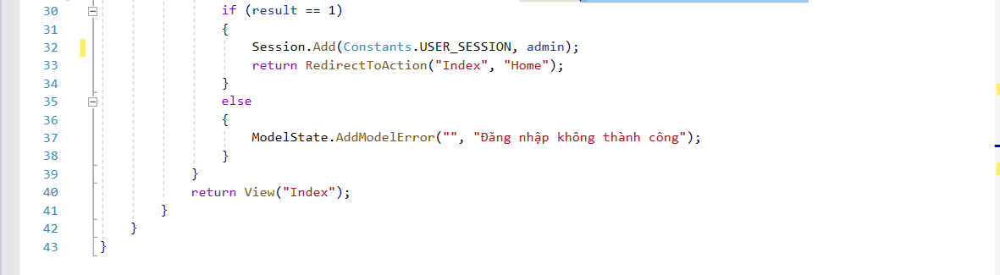 30 if (result == 1)
31 {
32 Session.Add(Constants.USER_SESSION, admin);
33 return RedirectToAction("Index", "Home");
34 }
35 else
36 {
37 ModelState.AddModelError("", "Đăng nhập không thành công");
38 }
39 }
40 return View("Index");
41 }
42 }
43 }